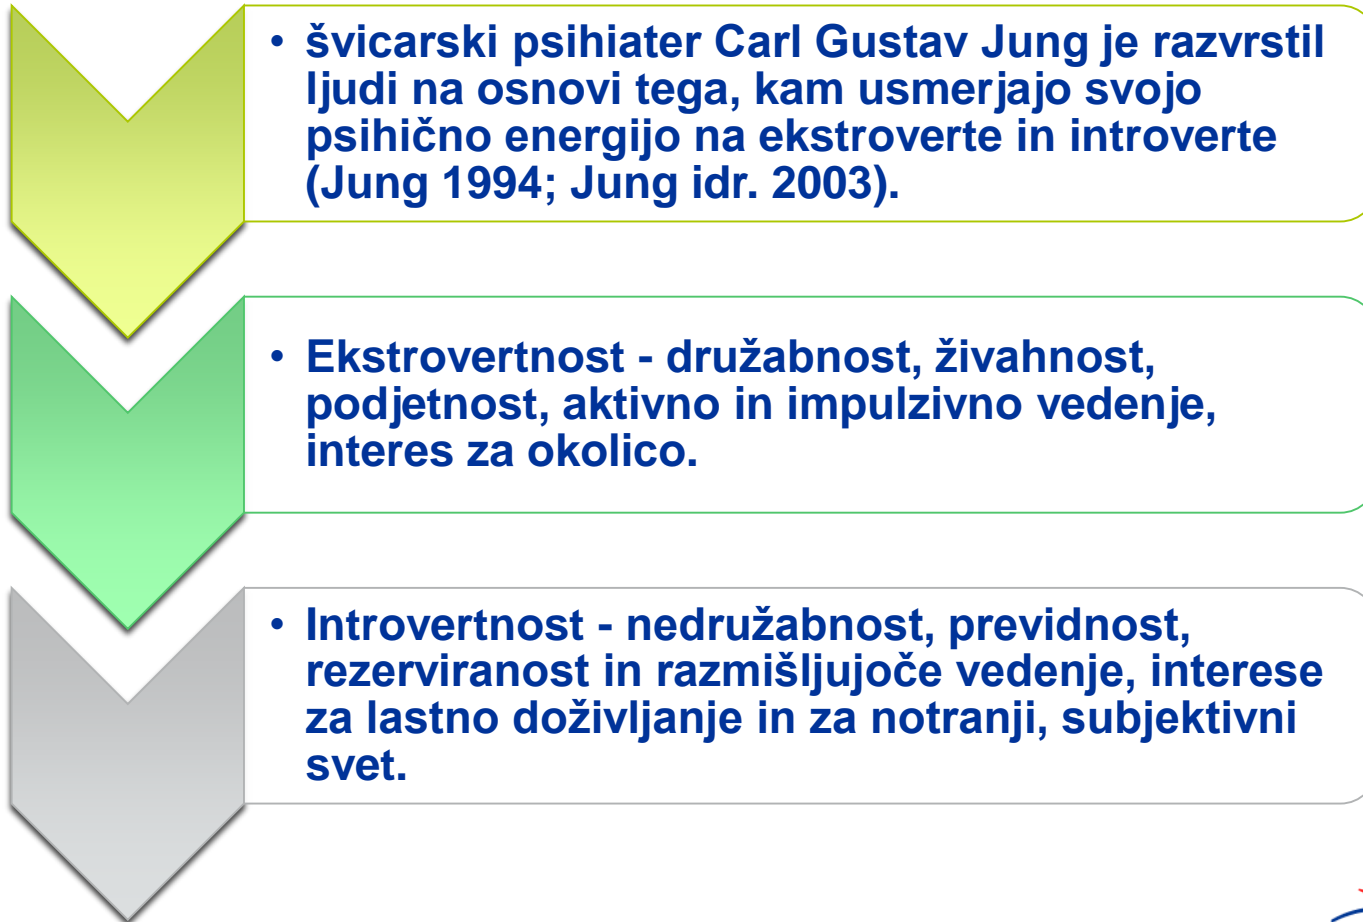 • švicarski psihiater Carl Gustav Jung je razvrstil
ljudi na osnovi tega, kam usmerjajo svojo
psihično energijo na ekstroverte in introverte
(Jung 1994; Jung idr. 2003).
• Ekstrovertnost - družabnost, živahnost,
podjetnost, aktivno in impulzivno vedenje,
interes za okolico.
• Introvertnost - nedružabnost, previdnost,
rezerviranost in razmišljujoče vedenje, interese
za lastno doživljanje in za notranji, subjektivni
svet.